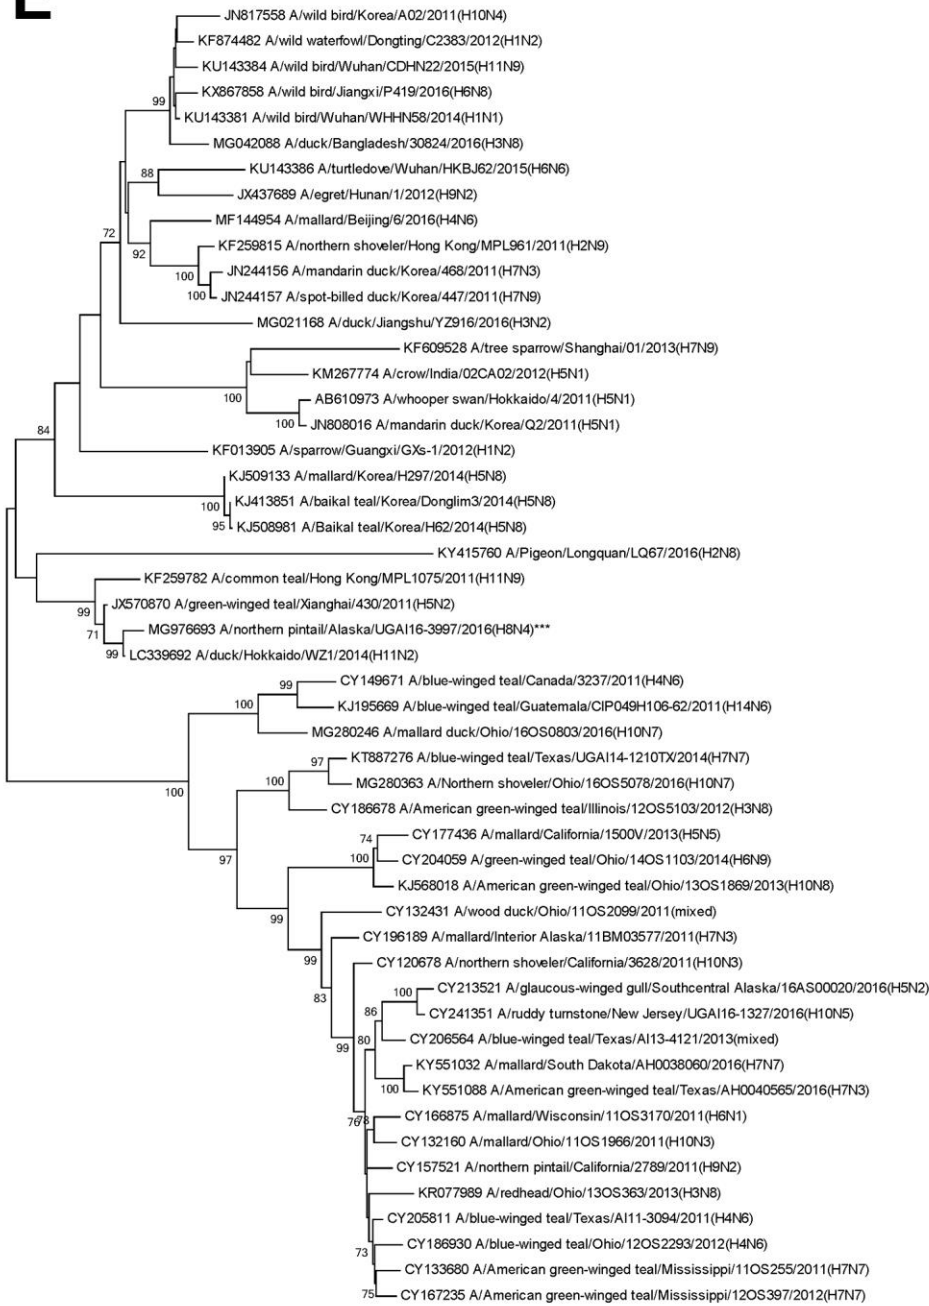 E
JN817558 A/wild bird/Korea/A02/2011(H10N4)
KF874482 A/wild waterfowl/Dongting/C2383/2012(H1N2)
KU143384 A/wild bird/Wuhan/CDHN22/2015(H11N9)
KX867858 A/wild bird/Jiangxi/P419/2016(H6N8)
99
KU143381 A/wild bird/Wuhan/WHHN58/2014(H1N1)
MG042088 A/duck/Bangladesh/30824/2016(H3N8)
KU143386 A/turtledove/Wuhan/HKBJ62/2015(H6N6)
88
JX437689 A/egret/Hunan/1/2012(H9N2)
MF144954 A/mallard/Beijing/6/2016(H4N6)
72
KF259815 A/northern shoveler/Hong Kong/MPL961/2011(H2N9)
92
JN244156 A/mandarin duck/Korea/468/2011(H7N3)
100
JN244157 A/spot-billed duck/Korea/447/2011(H7N9)
100
MG021168 A/duck/Jiangshu/YZ916/2016(H3N2)
KF609528 A/tree sparrow/Shanghai/01/2013(H7N9)
KM267774 A/crow/India/02CA02/2012(H5N1)
100
AB610973 A/whooper swan/Hokkaido/4/2011(H5N1)
100
JN808016 A/mandarin duck/Korea/Q2/2011(H5N1)
84
KF013905 A/sparrow/Guangxi/GXs-1/2012(H1N2)
KJ509133 A/mallard/Korea/H297/2014(H5N8)
KJ413851 A/baikal teal/Korea/Donglim3/2014(H5N8)
100
95
KJ508981 A/Baikal teal/Korea/H62/2014(H5N8)
KY415760 A/Pigeon/Longquan/LQ67/2016(H2N8)
KF259782 A/common teal/Hong Kong/MPL1075/2011(H11N9)
JX570870 A/green-winged teal/Xianghai/430/2011(H5N2)
99
MG976693 A/northern pintail/Alaska/UGAI16-3997/2016(H8N4)***
71
99
LC339692 A/duck/Hokkaido/WZ1/2014(H11N2)
CY149671 A/blue-winged teal/Canada/3237/2011(H4N6)
99
KJ195669 A/blue-winged teal/Guatemala/CIP049H106-62/2011(H14N6)
100
MG280246 A/mallard duck/Ohio/16OS0803/2016(H10N7)
KT887276 A/blue-winged teal/Texas/UGAI14-1210TX/2014(H7N7)
97
MG280363 A/Northern shoveler/Ohio/16OS5078/2016(H10N7)
100
100
CY186678 A/American green-winged teal/Illinois/12OS5103/2012(H3N8)
CY177436 A/mallard/California/1500V/2013(H5N5)
74
CY204059 A/green-winged teal/Ohio/14OS1103/2014(H6N9)
100
97
KJ568018 A/American green-winged teal/Ohio/13OS1869/2013(H10N8)
CY132431 A/wood duck/Ohio/11OS2099/2011(mixed)
99
CY196189 A/mallard/Interior Alaska/11BM03577/2011(H7N3)
99
CY120678 A/northern shoveler/California/3628/2011(H10N3)
CY213521 A/glaucous-winged gull/Southcentral Alaska/16AS00020/2016(H5N2)
100
83
CY241351 A/ruddy turnstone/New Jersey/UGAI16-1327/2016(H10N5)
86
CY206564 A/blue-winged teal/Texas/AI13-4121/2013(mixed)
80
99
KY551032 A/mallard/South Dakota/AH0038060/2016(H7N7)
KY551088 A/American green-winged teal/Texas/AH0040565/2016(H7N3)
100
CY166875 A/mallard/Wisconsin/11OS3170/2011(H6N1)
76
78
CY132160 A/mallard/Ohio/11OS1966/2011(H10N3)
CY157521 A/northern pintail/California/2789/2011(H9N2)
KR077989 A/redhead/Ohio/13OS363/2013(H3N8)
CY205811 A/blue-winged teal/Texas/AI11-3094/2011(H4N6)
CY186930 A/blue-winged teal/Ohio/12OS2293/2012(H4N6)
73
CY133680 A/American green-winged teal/Mississippi/11OS255/2011(H7N7)
75
CY167235 A/American green-winged teal/Mississippi/12OS397/2012(H7N7)